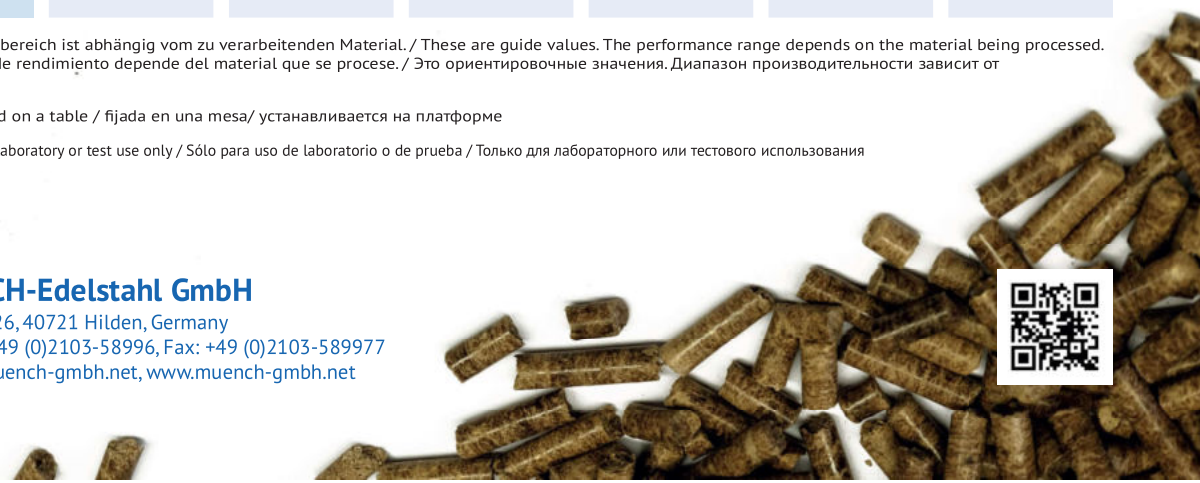 bereich ist abhängig vom zu verarbeitenden Material. / These are guide values. The performance range depends on the material being processed.
rendimiento depende del material que se procese. / Это ориентировочные значения. Диапазон производительности зависит от
on a table / fijada en una mesa/ устанавливается на платформе
aboratory or test use only / Sólo para uso de laboratorio o de prueba / Только для лабораторного или тестового использования
CH-Edelstahl GmbH
26, 40721 Hilden, Germany
49 (0)2103-58996, Fax: +49 (0)2103-589977
uench-gmbh.net, www.muench-gmbh.net